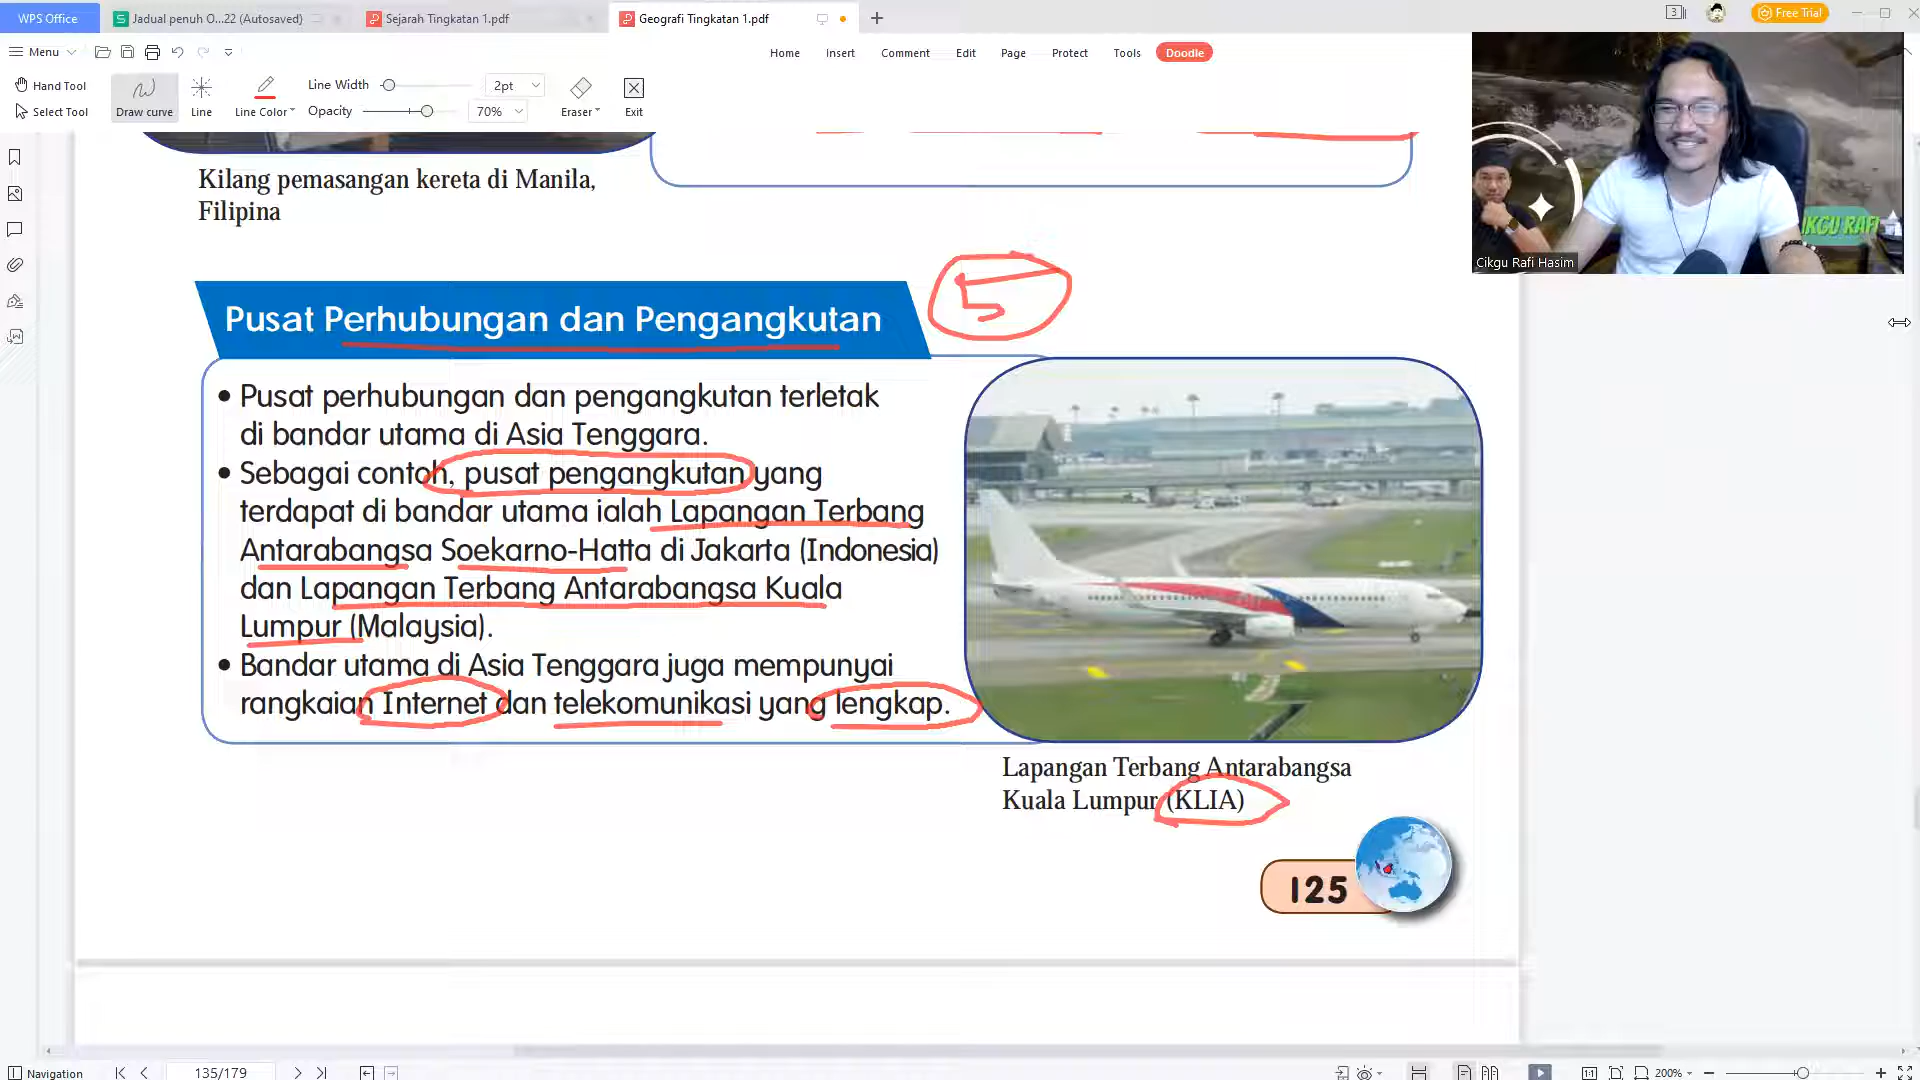 WPS Office
Jadual penuh O...22 (Autosaved)
Sejarah Tingkatan 1.pdf
Geografi Tingkatan 1.pdf
3
Free Trial
Menu
Home
Insert
Comment
Edit
Page
Protect
Tools
Doodle
Hand Tool
Select Tool
Draw curve
Line
Line Color
Line Width
2pt
Opacity
70%
Eraser
Exit
IKGU RAFI
Cikgu Rafi Hasim
Kilang pemasangan kereta di Manila,
Filipina
5
Pusat Perhubungan dan Pengangkutan
• Pusat perhubungan dan pengangkutan terletak
di bandar utama di Asia Tenggara.
• Sebagai contoh, pusat pengangkutan yang
terdapat di bandar utama ialah Lapangan Terbang
Antarabangsa Soekarno-Hatta di Jakarta (Indonesia)
dan Lapangan Terbang Antarabangsa Kuala
Lumpur (Malaysia).
• Bandar utama di Asia Tenggara juga mempunyai
rangkaian Internet dan telekomunikasi yang lengkap.
Lapangan Terbang Antarabangsa
Kuala Lumpur (KLIA)
125
Navigation
135/179
1:1
200%